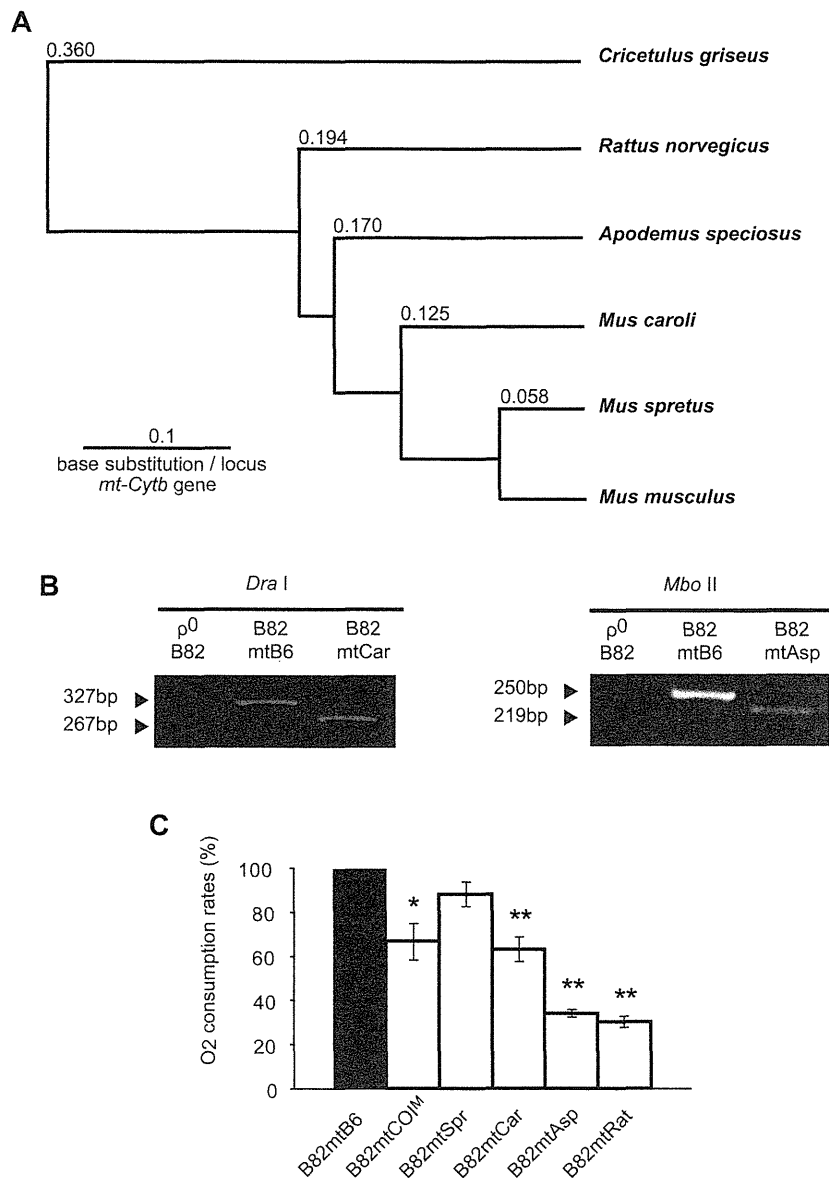 A
0.360
Cricetulus griseus
0.194
Rattus norvegicus
0.170
Apodemus speciosus
0.125
Mus caroli
0.058
Mus spretus
Mus musculus
0.1
base substitution / locus
mt-Cytb gene
B
Dra I
ρ0 B82
B82 mtB6
B82 mtCar
327bp
267bp
Mbo II
ρ0 B82
B82 mtB6
B82 mtAsp
250bp
219bp
C
O2 consumption rates (%)
100
80
60
40
20
0
*
**
**
**
B82mtB6
B82mtCOIM
B82mtSpr
B82mtCar
B82mtAsp
B82mtRat